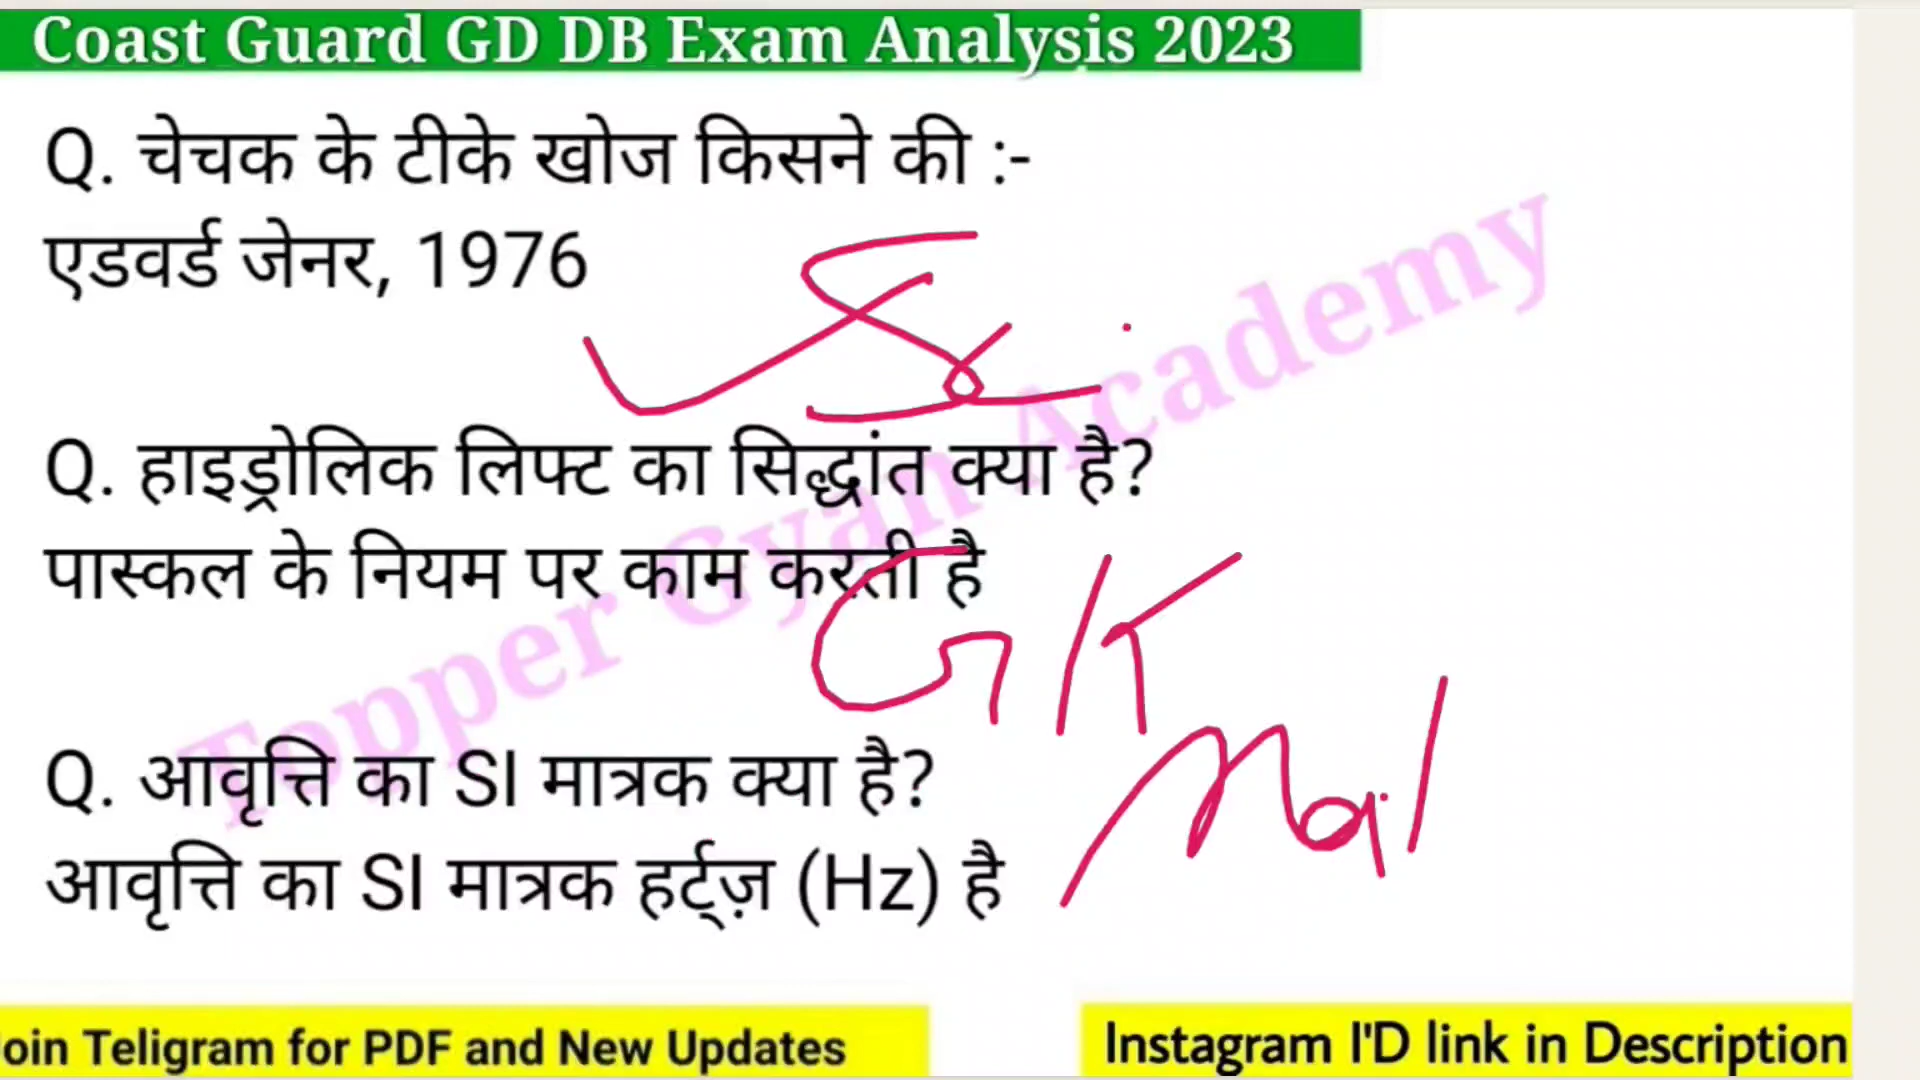 Coast Guard GD DB Exam Analysis 2023
Q. चेचक के टीके खोज किसने की :-
एडवर्ड जेनर, 1976
Q. हाइड्रोलिक लिफ्ट का सिद्धांत क्या है?
पास्कल के नियम पर काम करती है
GK
Q. आवृत्ति का SI मात्रक क्या है?
आवृत्ति का SI मात्रक हर्ट्ज़ (Hz) है
Topper Gyan Academy
oin Teligram for PDF and New Updates
Instagram I'D link in Description